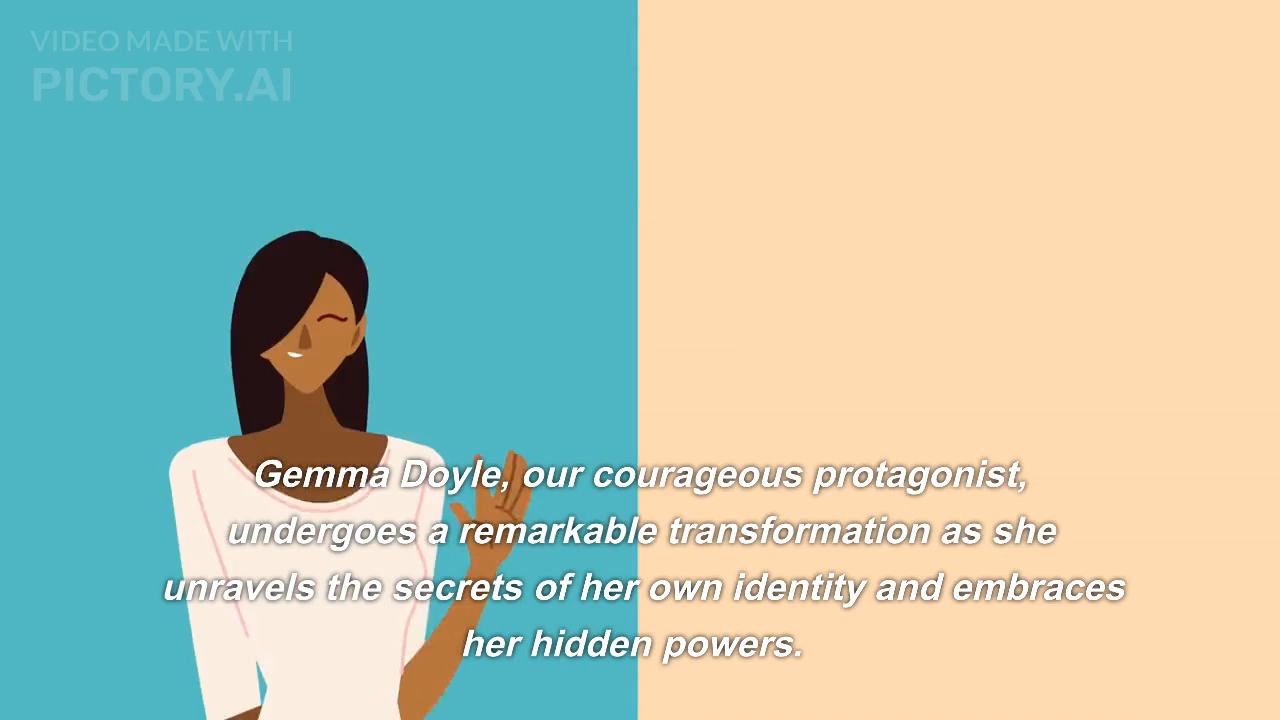 VIDEO MADE WITH
PICTORY.AI
Gemma Doyle, our courageous protagonist,
undergoes a remarkable transformation as she
unravels the secrets of her own identity and embraces
her hidden powers.